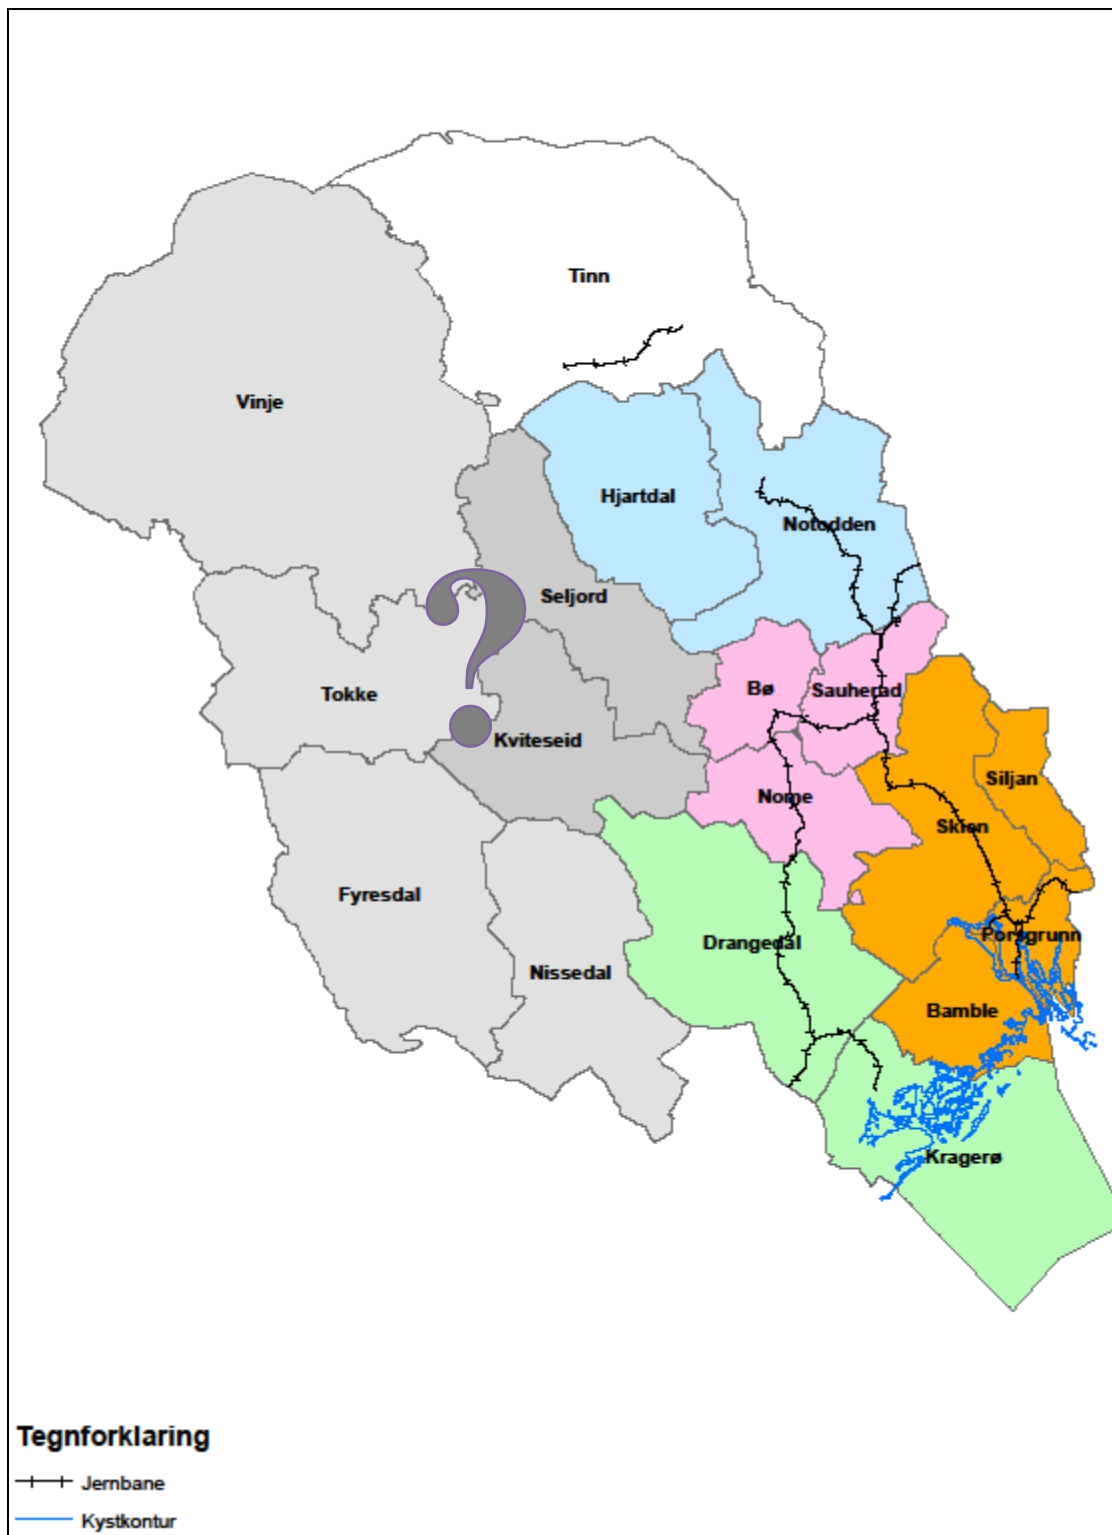 Tinn
Vinje
Hjartdal
Notodden
Seljord
?
Bø
Sauherad
Tokke
Kviteseid
Siljan
Nome
Skien
Fyresdal
Porsgrunn
Drangedal
Nissedal
Bamble
Kragerø
Tegnforklaring
Jernbane
Kystkontur